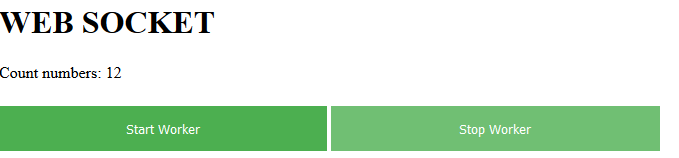 WEB SOCKET
Count numbers: 12
Start Worker
Stop Worker